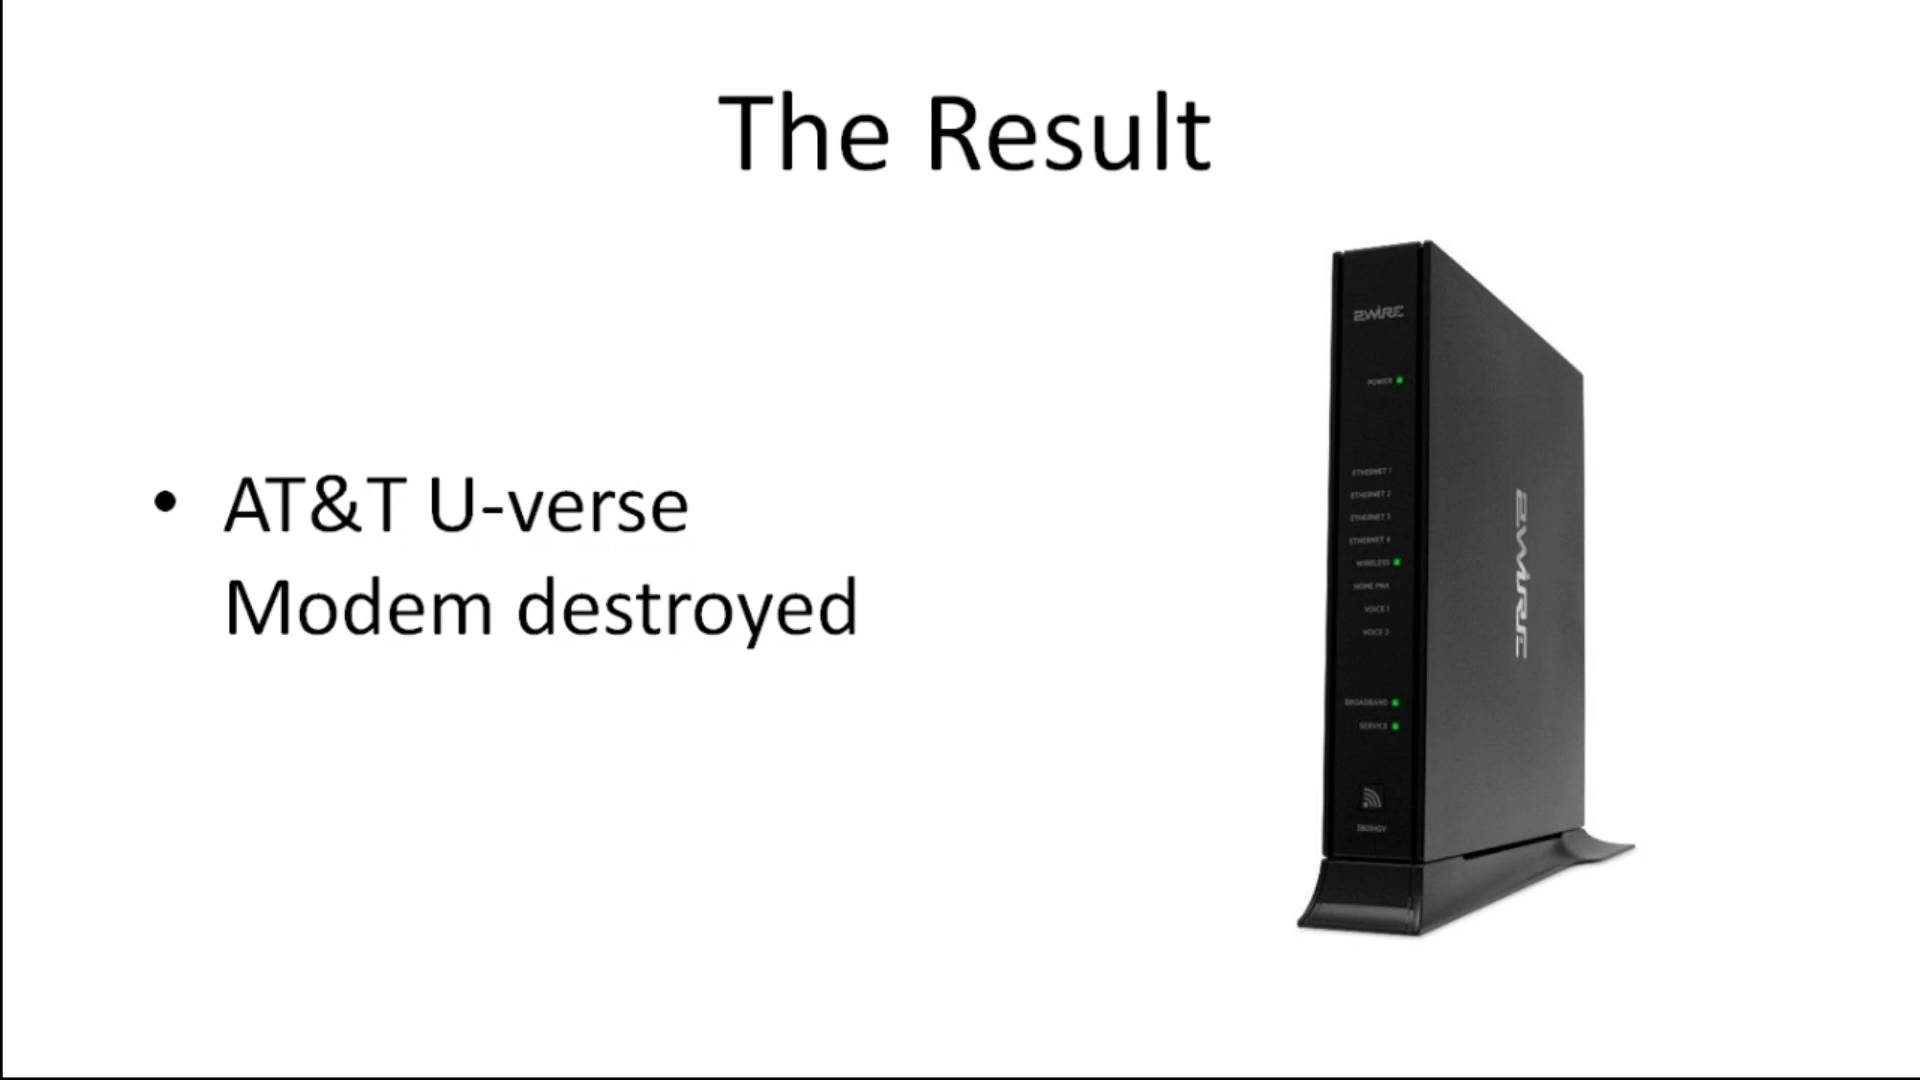 The Result
• AT&T U-verse
Modem destroyed
2WIRE
POWER
ETHERNET 1
ETHERNET 2
ETHERNET 3
ETHERNET 4
WIRELESS
HOME PNA
VOICE 1
VOICE 2
BROADBAND
SERVICE
2WIRE